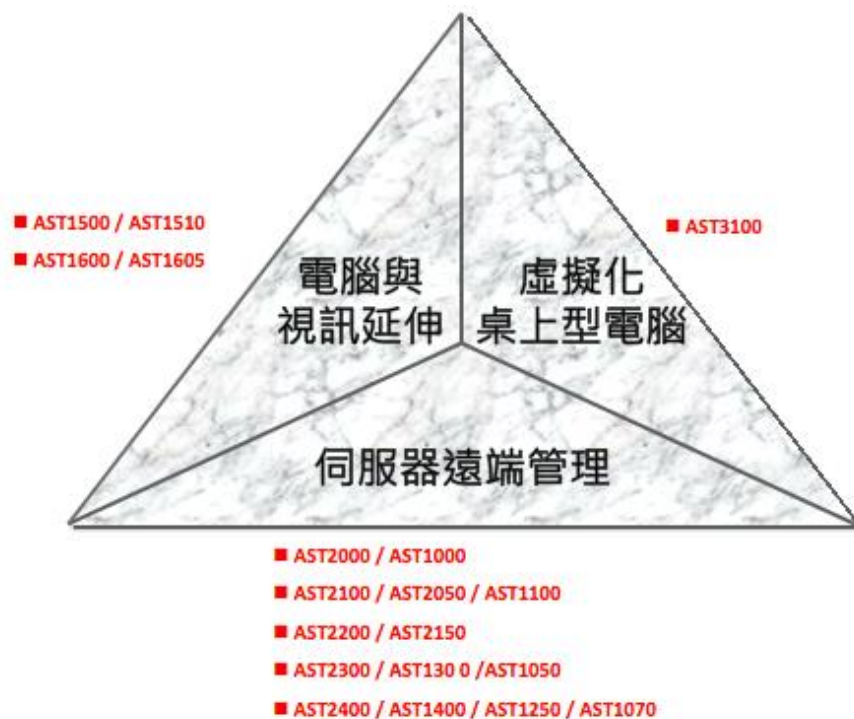 ■ AST1500 / AST1510
■ AST1600 / AST1605
電腦與
視訊延伸
■ AST3100
虛擬化
桌上型電腦
伺服器遠端管理
■ AST2000 / AST1000
■ AST2100 / AST2050 / AST1100
■ AST2200 / AST2150
■ AST2300 / AST130 0 /AST1050
■ AST2400 / AST1400 / AST1250 / AST1070